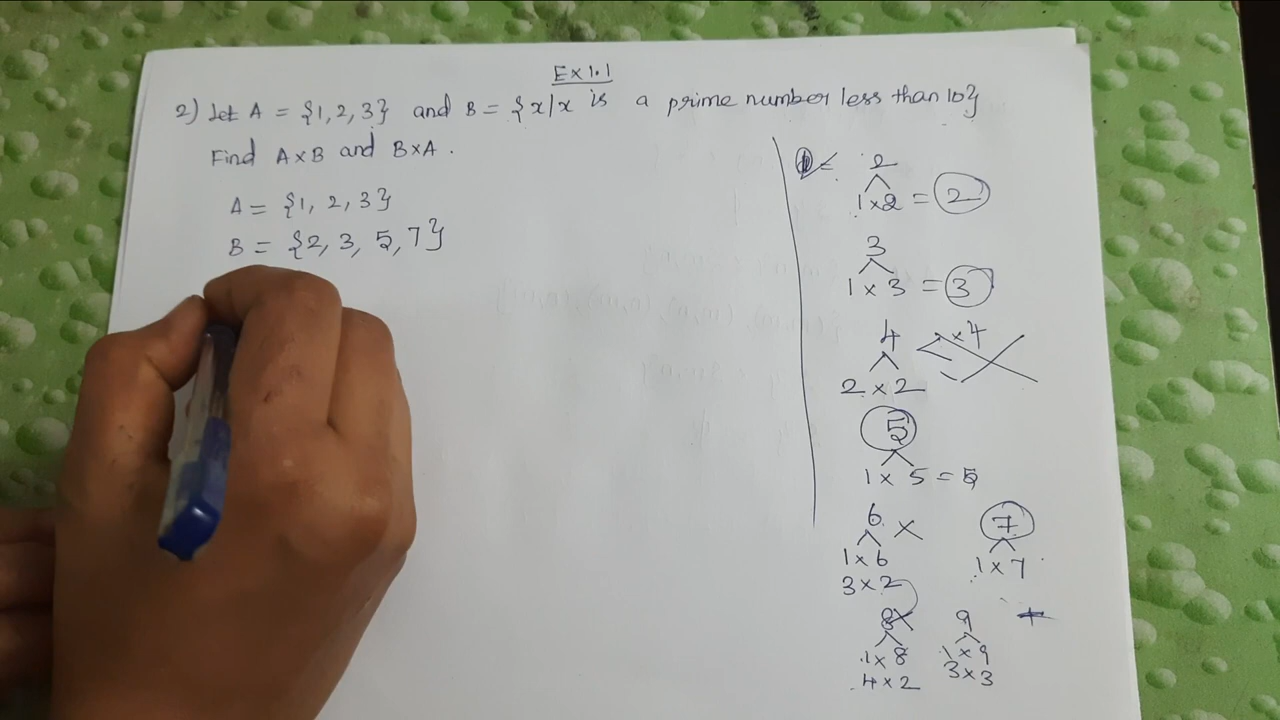 Ex 1.1
2) Let A = {1, 2, 3} and B = {x/x is a prime number less than 10}
Find A×B and B×A.
A = {1, 2, 3}
B = {2, 3, 5, 7}
2
1×2 = 2
3
1 × 3 = 3
4 ×4
2 × 2
5
1 × 5 = 5
6 ×
1×6
3×2
7
1×7
8×
1×8
4×2
9
1×9
3×3